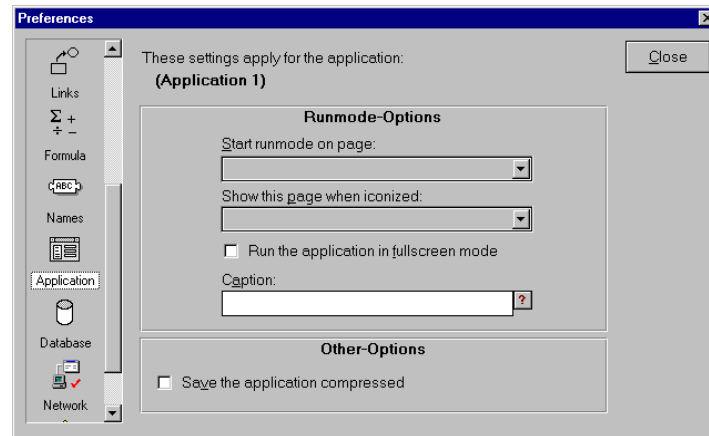 Preferences
Links
Σ +
÷ −
Formula
ABC
Names
Application
Database
Network
These settings apply for the application:
(Application 1)
Close
Runmode-Options
Start runmode on page:
Show this page when iconized:
Run the application in fullscreen mode
Caption:
?
Other-Options
Save the application compressed